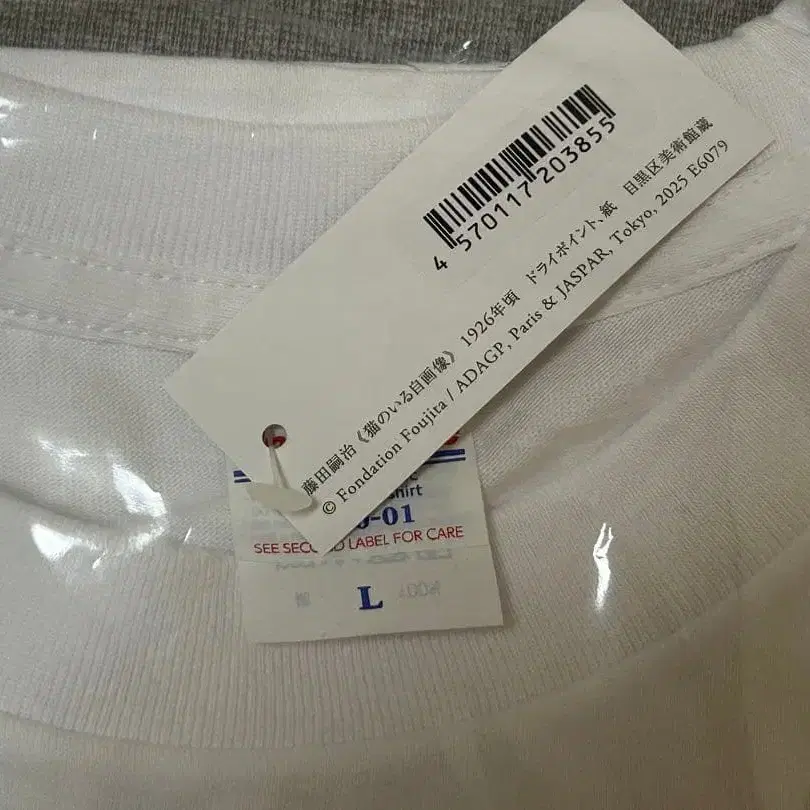 4 570117 203855
藤田嗣治《猫のいる自画像》 1926年頃 ドライポイント、紙 目黒区美術館蔵
© Fondation Foujita / ADAGP, Paris & JASPAR, Tokyo, 2025 E6079
-01
SEE SECOND LABEL FOR CARE
L